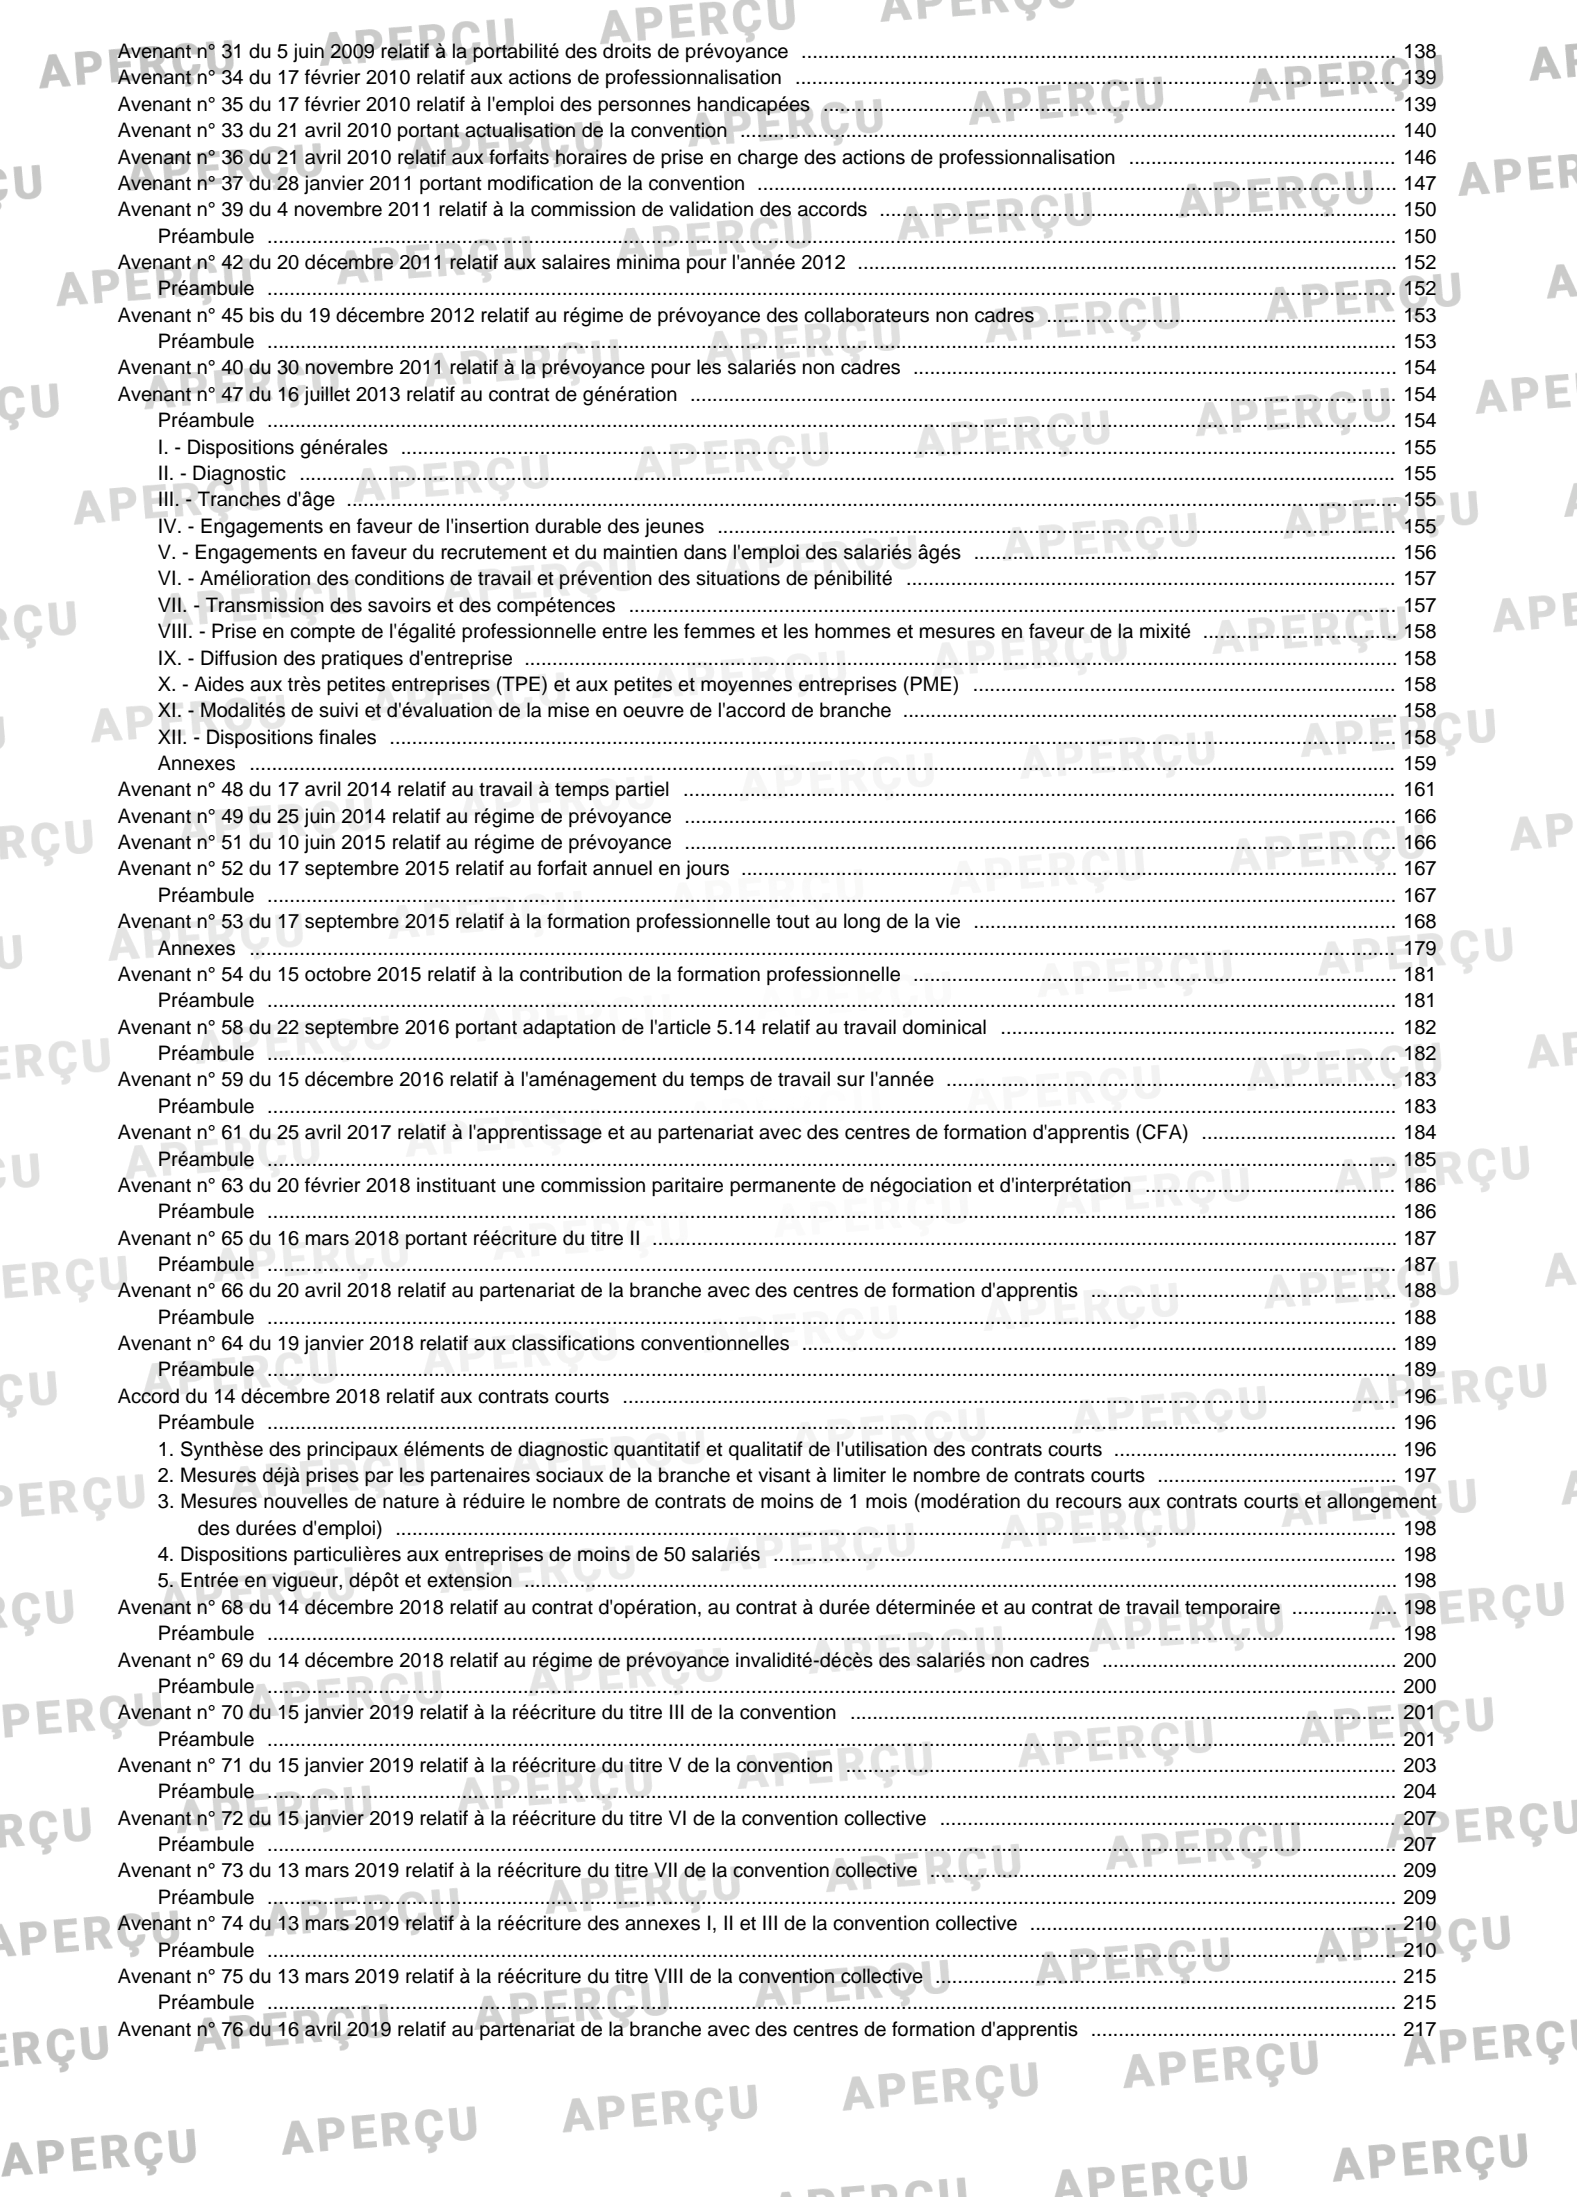 Avenant n° 31 du 5 juin 2009 relatif à la portabilité des droits de prévoyance ........ 138
Avenant n° 34 du 17 février 2010 relatif aux actions de professionnalisation ........ 139
Avenant n° 35 du 17 février 2010 relatif à l'emploi des personnes handicapées ........ 139
Avenant n° 33 du 21 avril 2010 portant actualisation de la convention ........ 140
Avenant n° 36 du 21 avril 2010 relatif aux forfaits horaires de prise en charge des actions de professionnalisation ........ 146
Avenant n° 37 du 28 janvier 2011 portant modification de la convention ........ 147
Avenant n° 39 du 4 novembre 2011 relatif à la commission de validation des accords ........ 150
Préambule ........ 150
Avenant n° 42 du 20 décembre 2011 relatif aux salaires minima pour l'année 2012 ........ 152
Préambule ........ 152
Avenant n° 45 bis du 19 décembre 2012 relatif au régime de prévoyance des collaborateurs non cadres ........ 153
Préambule ........ 153
Avenant n° 40 du 30 novembre 2011 relatif à la prévoyance pour les salariés non cadres ........ 154
Avenant n° 47 du 16 juillet 2013 relatif au contrat de génération ........ 154
Préambule ........ 154
I. - Dispositions générales ........ 155
II. - Diagnostic ........ 155
III. - Tranches d'âge ........ 155
IV. - Engagements en faveur de l'insertion durable des jeunes ........ 155
V. - Engagements en faveur du recrutement et du maintien dans l'emploi des salariés âgés ........ 156
VI. - Amélioration des conditions de travail et prévention des situations de pénibilité ........ 157
VII. - Transmission des savoirs et des compétences ........ 157
VIII. - Prise en compte de l'égalité professionnelle entre les femmes et les hommes et mesures en faveur de la mixité ........ 158
IX. - Diffusion des pratiques d'entreprise ........ 158
X. - Aides aux très petites entreprises (TPE) et aux petites et moyennes entreprises (PME) ........ 158
XI. - Modalités de suivi et d'évaluation de la mise en oeuvre de l'accord de branche ........ 158
XII. - Dispositions finales ........ 158
Annexes ........ 159
Avenant n° 48 du 17 avril 2014 relatif au travail à temps partiel ........ 161
Avenant n° 49 du 25 juin 2014 relatif au régime de prévoyance ........ 166
Avenant n° 51 du 10 juin 2015 relatif au régime de prévoyance ........ 166
Avenant n° 52 du 17 septembre 2015 relatif au forfait annuel en jours ........ 167
Préambule ........ 167
Avenant n° 53 du 17 septembre 2015 relatif à la formation professionnelle tout au long de la vie ........ 168
Annexes ........ 179
Avenant n° 54 du 15 octobre 2015 relatif à la contribution de la formation professionnelle ........ 181
Préambule ........ 181
Avenant n° 58 du 22 septembre 2016 portant adaptation de l'article 5.14 relatif au travail dominical ........ 182
Préambule ........ 182
Avenant n° 59 du 15 décembre 2016 relatif à l'aménagement du temps de travail sur l'année ........ 183
Préambule ........ 183
Avenant n° 61 du 25 avril 2017 relatif à l'apprentissage et au partenariat avec des centres de formation d'apprentis (CFA) ........ 184
Préambule ........ 185
Avenant n° 63 du 20 février 2018 instituant une commission paritaire permanente de négociation et d'interprétation ........ 186
Préambule ........ 186
Avenant n° 65 du 16 mars 2018 portant réécriture du titre II ........ 187
Préambule ........ 187
Avenant n° 66 du 20 avril 2018 relatif au partenariat de la branche avec des centres de formation d'apprentis ........ 188
Préambule ........ 188
Avenant n° 64 du 19 janvier 2018 relatif aux classifications conventionnelles ........ 189
Préambule ........ 189
Accord du 14 décembre 2018 relatif aux contrats courts ........ 196
Préambule ........ 196
1. Synthèse des principaux éléments de diagnostic quantitatif et qualitatif de l'utilisation des contrats courts ........ 196
2. Mesures déjà prises par les partenaires sociaux de la branche et visant à limiter le nombre de contrats courts ........ 197
3. Mesures nouvelles de nature à réduire le nombre de contrats de moins de 1 mois (modération du recours aux contrats courts et allongement
des durées d'emploi) ........ 198
4. Dispositions particulières aux entreprises de moins de 50 salariés ........ 198
5. Entrée en vigueur, dépôt et extension ........ 198
Avenant n° 68 du 14 décembre 2018 relatif au contrat d'opération, au contrat à durée déterminée et au contrat de travail temporaire ........ 198
Préambule ........ 198
Avenant n° 69 du 14 décembre 2018 relatif au régime de prévoyance invalidité-décès des salariés non cadres ........ 200
Préambule ........ 200
Avenant n° 70 du 15 janvier 2019 relatif à la réécriture du titre III de la convention ........ 201
Préambule ........ 201
Avenant n° 71 du 15 janvier 2019 relatif à la réécriture du titre V de la convention ........ 203
Préambule ........ 204
Avenant n° 72 du 15 janvier 2019 relatif à la réécriture du titre VI de la convention collective ........ 207
Préambule ........ 207
Avenant n° 73 du 13 mars 2019 relatif à la réécriture du titre VII de la convention collective ........ 209
Préambule ........ 209
Avenant n° 74 du 13 mars 2019 relatif à la réécriture des annexes I, II et III de la convention collective ........ 210
Préambule ........ 210
Avenant n° 75 du 13 mars 2019 relatif à la réécriture du titre VIII de la convention collective ........ 215
Préambule ........ 215
Avenant n° 76 du 16 avril 2019 relatif au partenariat de la branche avec des centres de formation d'apprentis ........ 217
APERÇU